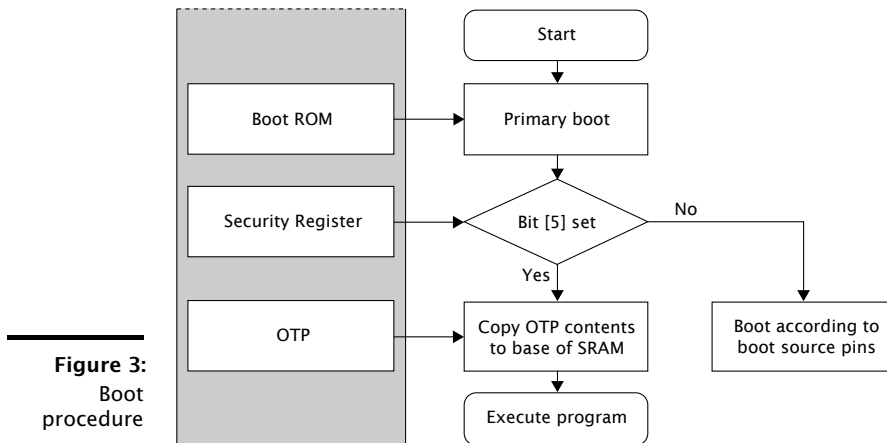 Start
Boot ROM
Primary boot
Security Register
Bit [5] set
No
Yes
OTP
Copy OTP contents
to base of SRAM
Boot according to
boot source pins
Execute program
Figure 3:
Boot
procedure